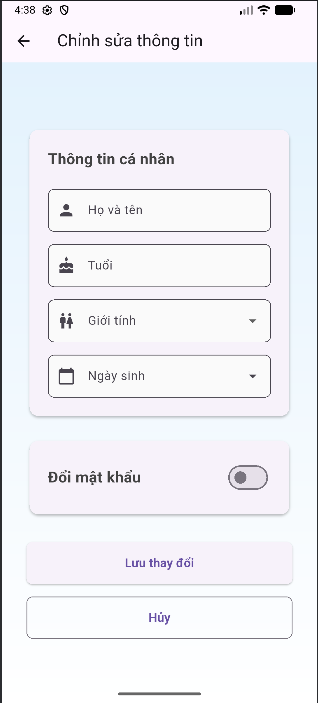 4:38
Chỉnh sửa thông tin
Thông tin cá nhân
Họ và tên
Tuổi
Giới tính
Ngày sinh
Đổi mật khẩu
Lưu thay đổi
Hủy